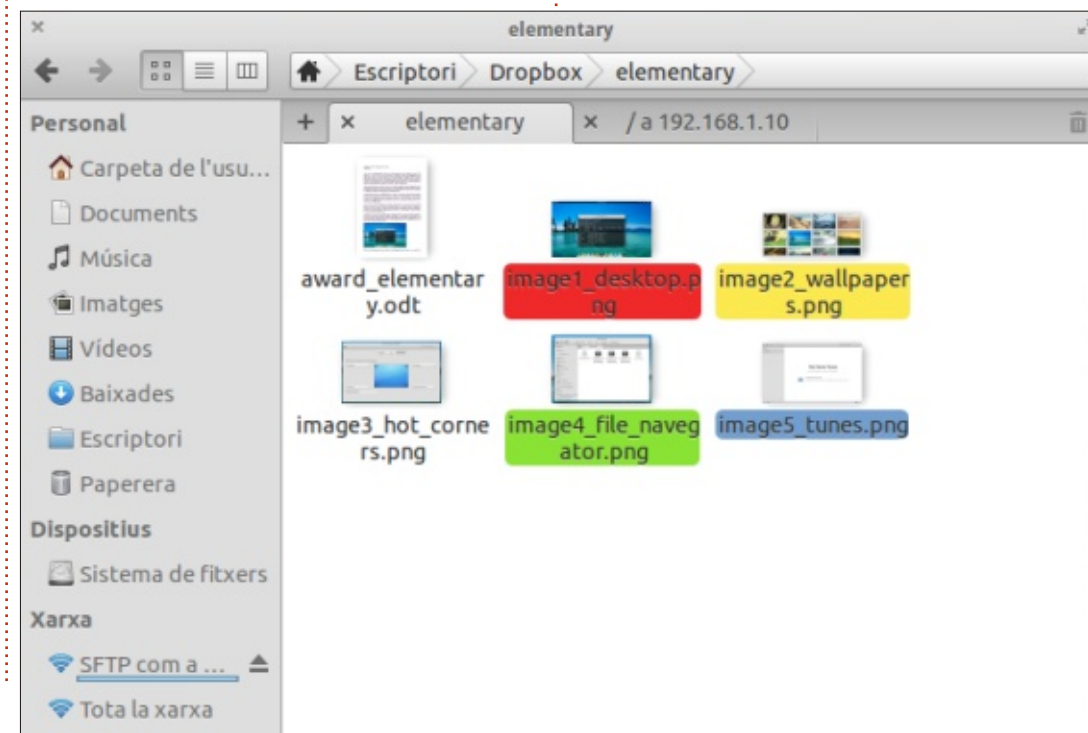 elementary
Escriptori Dropbox elementary
Personal
Carpeta de l'usu...
Documents
Música
Imatges
Vídeos
Baixades
Escriptori
Paperera
Dispositius
Sistema de fitxers
Xarxa
SFTP com a ...
Tota la xarxa
+ × elementary × / a 192.168.1.10
award_elementar
y.odt
image1_desktop.p
ng
image2_wallpaper
s.png
image3_hot_corne
rs.png
image4_file_naveg
ator.png
image5_tunes.png